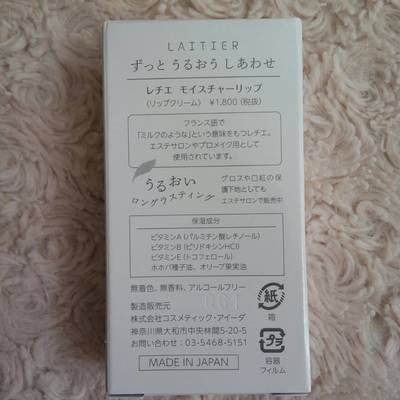 LAITIER
ずっと うるおう しあわせ
レチエ モイスチャーリップ
〈リップクリーム〉 ¥1,800 (税抜)
フランス語で
「ミルクのような」という意味をもつレチエ。
エステサロンやプロメイク用として
使用されています。
うるおい
ロングラスティング
グロスや口紅の保
護下地としても
エステサロンで販売中
保湿成分
ビタミンA (パルミチン酸レチノール)
ビタミンB (ピリドキシンHCl)
ビタミンE (トコフェロール)
ホホバ種子油、オリーブ果実油
無着色、無香料、アルコールフリー
製造販売元
株式会社コスメティック・アイーダ
神奈川県大和市中央林間5-20-5
お問い合わせ：03-5468-5151
MADE IN JAPAN
紙
箱
プラ
容器
フィルム